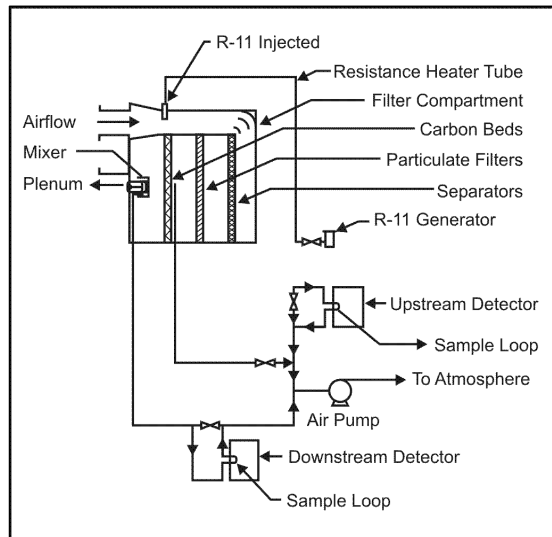 R-11 Injected
Resistance Heater Tube
Filter Compartment
Airflow
Carbon Beds
Mixer
Particulate Filters
Plenum
Separators
R-11 Generator
Upstream Detector
Sample Loop
To Atmosphere
Air Pump
Downstream Detector
Sample Loop